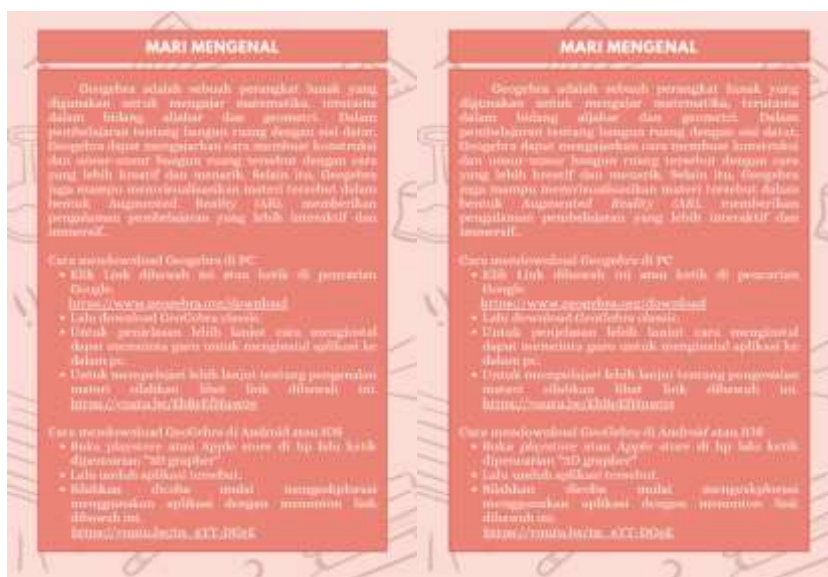 MARI MENGENAL
Geogebra adalah sebuah perangkat lunak yang
digunakan untuk mengajar matematika, terutama
dalam bidang aljabar dan geometri. Dalam
pembelajaran tentang bangun ruang dengan sisi datar,
Geogebra dapat mengajarkan cara membuat konstruksi
dan unsur-unsur bangun ruang tersebut dengan cara
yang lebih kreatif dan menarik. Selain itu, Geogebra
juga mampu memvisualisasikan materi tersebut dalam
bentuk Augmented Reality (AR), memberikan
pengalaman pembelajaran yang lebih interaktif dan
immersif.
Cara mendownload Geogebra di PC
• Klik Link dibawah ini atau ketik di pencarian
Google.
https://www.geogebra.org/download
• Lalu download GeoGebra classic.
• Untuk penjelasan lebih lanjut cara menginstal
dapat meminta guru untuk menginstal aplikasi ke
dalam pc.
• Untuk mempelajari lebih lanjut tentang pengenalan
materi silahkan lihat link dibawah ini.
Cara mendownload GeoGebra di Android atau IOS
• Buka playstore atau Apple store di hp lalu ketik
dipencarian "3D grapher"
• Lalu unduh aplikasi tersebut.
• Silahkan dicoba mulai mengeskplorasi
menggunakan aplikasi dengan menonton link
dibawah ini.
MARI MENGENAL
Geogebra adalah sebuah perangkat lunak yang
digunakan untuk mengajar matematika, terutama
dalam bidang aljabar dan geometri. Dalam
pembelajaran tentang bangun ruang dengan sisi datar,
Geogebra dapat mengajarkan cara membuat konstruksi
dan unsur-unsur bangun ruang tersebut dengan cara
yang lebih kreatif dan menarik. Selain itu, Geogebra
juga mampu memvisualisasikan materi tersebut dalam
bentuk Augmented Reality (AR), memberikan
pengalaman pembelajaran yang lebih interaktif dan
immersif.
Cara mendownload Geogebra di PC
• Klik Link dibawah ini atau ketik di pencarian
Google.
https://www.geogebra.org/download
• Lalu download GeoGebra classic.
• Untuk penjelasan lebih lanjut cara menginstal
dapat meminta guru untuk menginstal aplikasi ke
dalam pc.
• Untuk mempelajari lebih lanjut tentang pengenalan
materi silahkan lihat link dibawah ini.
Cara mendownload GeoGebra di Android atau IOS
• Buka playstore atau Apple store di hp lalu ketik
dipencarian "3D grapher"
• Lalu unduh aplikasi tersebut.
• Silahkan dicoba mulai mengeskplorasi
menggunakan aplikasi dengan menonton link
dibawah ini.